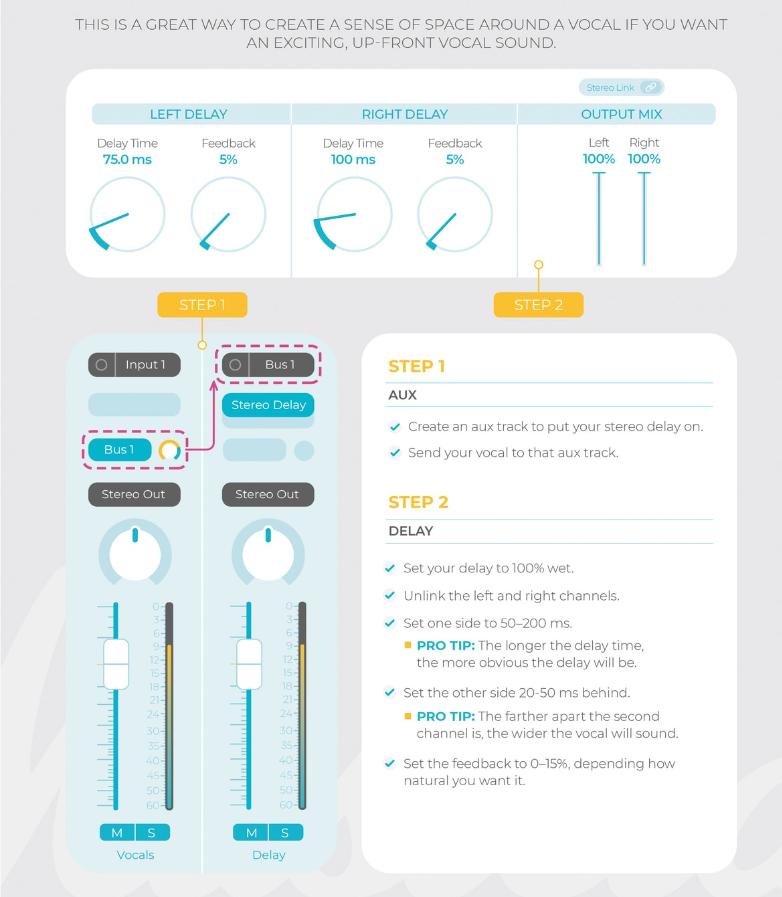 THIS IS A GREAT WAY TO CREATE A SENSE OF SPACE AROUND A VOCAL IF YOU WANT
AN EXCITING, UP-FRONT VOCAL SOUND.
Stereo Link
LEFT DELAY
RIGHT DELAY
OUTPUT MIX
Delay Time
75.0 ms
Feedback
5%
Delay Time
100 ms
Feedback
5%
Left
100%
Right
100%
STEP 1
STEP 2
Input 1
Bus 1
Stereo Out
0
3
6
9
12
15
18
21
24
30
35
40
45
50
60
M S
Vocals
Bus 1
Stereo Delay
Stereo Out
0
3
6
9
12
15
18
21
24
30
35
40
45
50
60
M S
Delay
STEP 1
AUX
Create an aux track to put your stereo delay on.
Send your vocal to that aux track.
STEP 2
DELAY
Set your delay to 100% wet.
Unlink the left and right channels.
Set one side to 50–200 ms.
PRO TIP: The longer the delay time,
the more obvious the delay will be.
Set the other side 20-50 ms behind.
PRO TIP: The farther apart the second
channel is, the wider the vocal will sound.
Set the feedback to 0–15%, depending how
natural you want it.